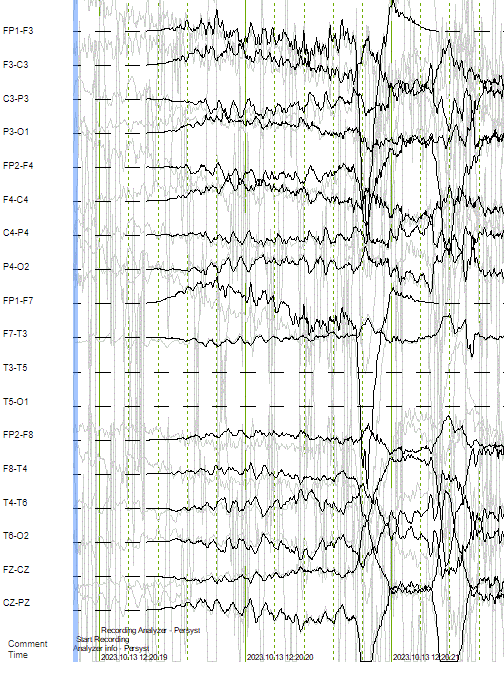 FP1-F3
F3-C3
C3-P3
P3-O1
FP2-F4
F4-C4
C4-P4
P4-O2
FP1-F7
F7-T3
T3-T5
T5-O1
FP2-F8
F8-T4
T4-T6
T6-O2
FZ-CZ
CZ-PZ
Recording Analyzer - Persyst
Start Recording
Comment
Analyzer info - Persyst
Time
2023.10.13 12:20:19
2023.10.13 12:20:20
2023.10.13 12:20:21